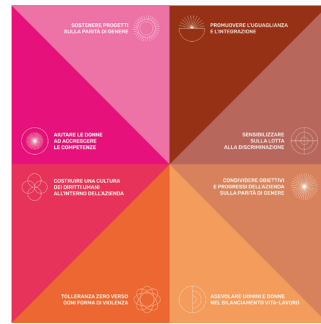 SOSTENERE PROGETTI
SULLA PARITÀ DI GENERE
PROMUOVERE L'UGUAGLIANZA
E L'INTEGRAZIONE
AIUTARE LE DONNE
AD ACCRESCERE
LE COMPETENZE
SENSIBILIZZARE
SULLA LOTTA
ALLA DISCRIMINAZIONE
COSTRUIRE UNA CULTURA
DEI DIRITTI UMANI
ALL'INTERNO DELL'AZIENDA
CONDIVIDERE OBIETTIVI
E PROGRESSI DELL'AZIENDA
SULLA PARITÀ DI GENERE
TOLLERANZA ZERO VERSO
OGNI FORMA DI VIOLENZA
AGEVOLARE UOMINI E DONNE
NEL BILANCIAMENTO VITA-LAVORO